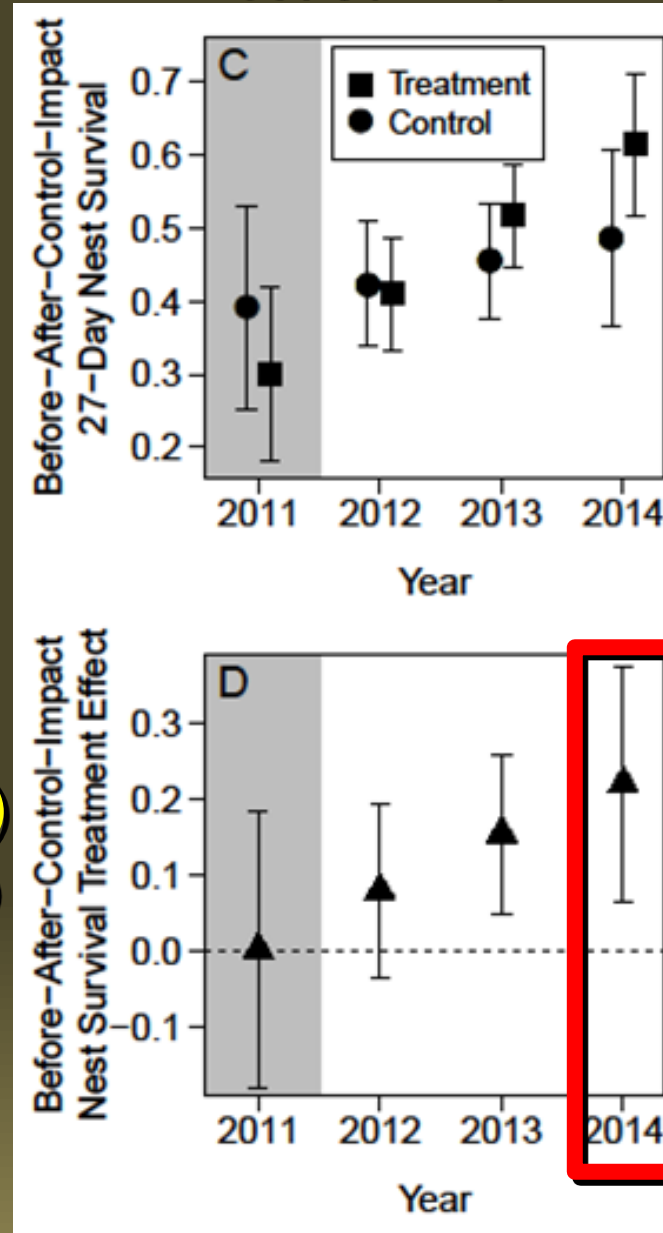 C
Treatment
Control
Before-After-Control-Impact
27-Day Nest Survival
0.7
0.6
0.5
0.4
0.3
0.2
2011 2012 2013 2014
Year
D
Before-After-Control-Impact
Nest Survival Treatment Effect
0.3
0.2
0.1
0.0
-0.1
2011 2012 2013 2014
Year